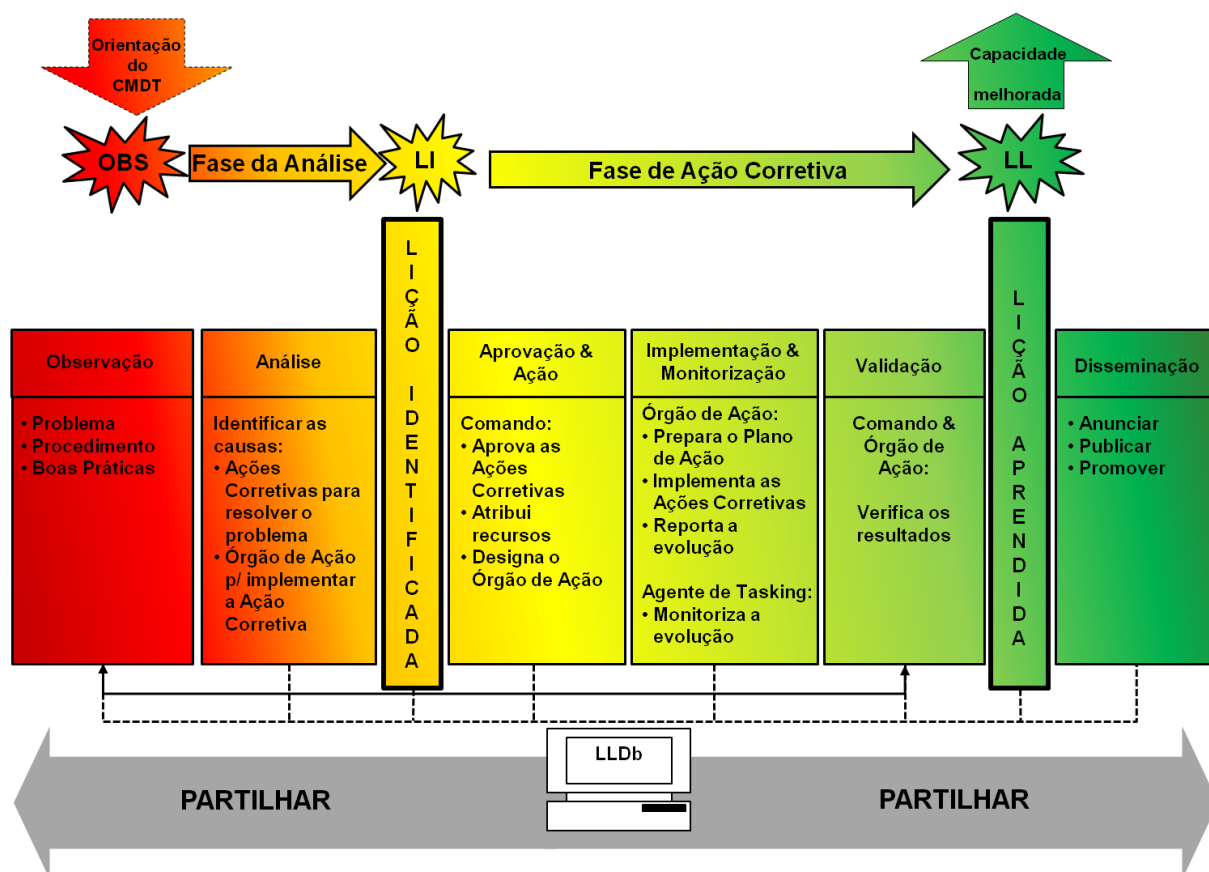 Orientação
do
CMDT
Capacidade
melhorada
OBS
Fase da Análise
LI
Fase de Ação Corretiva
LL
Observação
• Problema
• Procedimento
• Boas Práticas
Análise
Identificar as
causas:
• Ações
Corretivas para
resolver o
problema
• Órgão de Ação
p/ implementar
a Ação
Corretiva
LIÇÃO IDENTIFICADA
Aprovação &
Ação
Comando:
• Aprova as
Ações
Corretivas
• Atribui
recursos
• Designa o
Órgão de Ação
Implementação &
Monitorização
Órgão de Ação:
• Prepara o Plano
de Ação
• Implementa as
Ações Corretivas
• Reporta a
evolução
Agente de Tasking:
• Monitoriza a
evolução
Validação
Comando &
Órgão de
Ação:
Verifica os
resultados
LIÇÃO APRENDIDA
Disseminação
• Anunciar
• Publicar
• Promover
LLDb
PARTILHAR
PARTILHAR